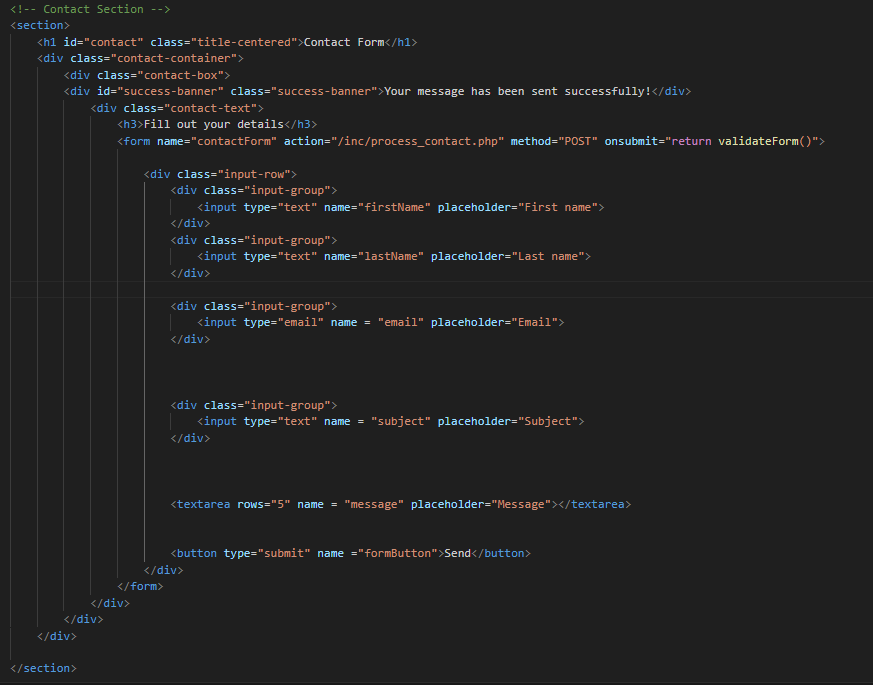 <!-- Contact Section -->
<section>
    <h1 id="contact" class="title-centered">Contact Form</h1>
    <div class="contact-container">
        <div class="contact-box">
        <div id="success-banner" class="success-banner">Your message has been sent successfully!</div>
            <div class="contact-text">
                <h3>Fill out your details</h3>
                <form name="contactForm" action="/inc/process_contact.php" method="POST" onsubmit="return validateForm()">
                    <div class="input-row">
                        <div class="input-group">
                            <input type="text" name="firstName" placeholder="First name">
                        </div>
                        <div class="input-group">
                            <input type="text" name="lastName" placeholder="Last name">
                        </div>
                        <div class="input-group">
                            <input type="email" name = "email" placeholder="Email">
                        </div>
                        <div class="input-group">
                            <input type="text" name = "subject" placeholder="Subject">
                        </div>
                        <textarea rows="5" name = "message" placeholder="Message"></textarea>
                        <button type="submit" name ="formButton">Send</button>
                    </div>
                </form>
            </div>
        </div>
    </div>
</section>